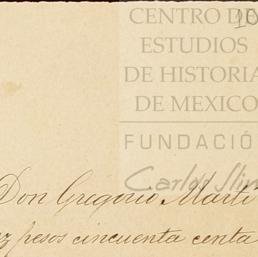 CENTRO DE
ESTUDIOS
DE HISTORIA
DE MEXICO
FUNDACIÓ
Carlos Slim
Don Gregorio Marti
z pesos cincuenta centa